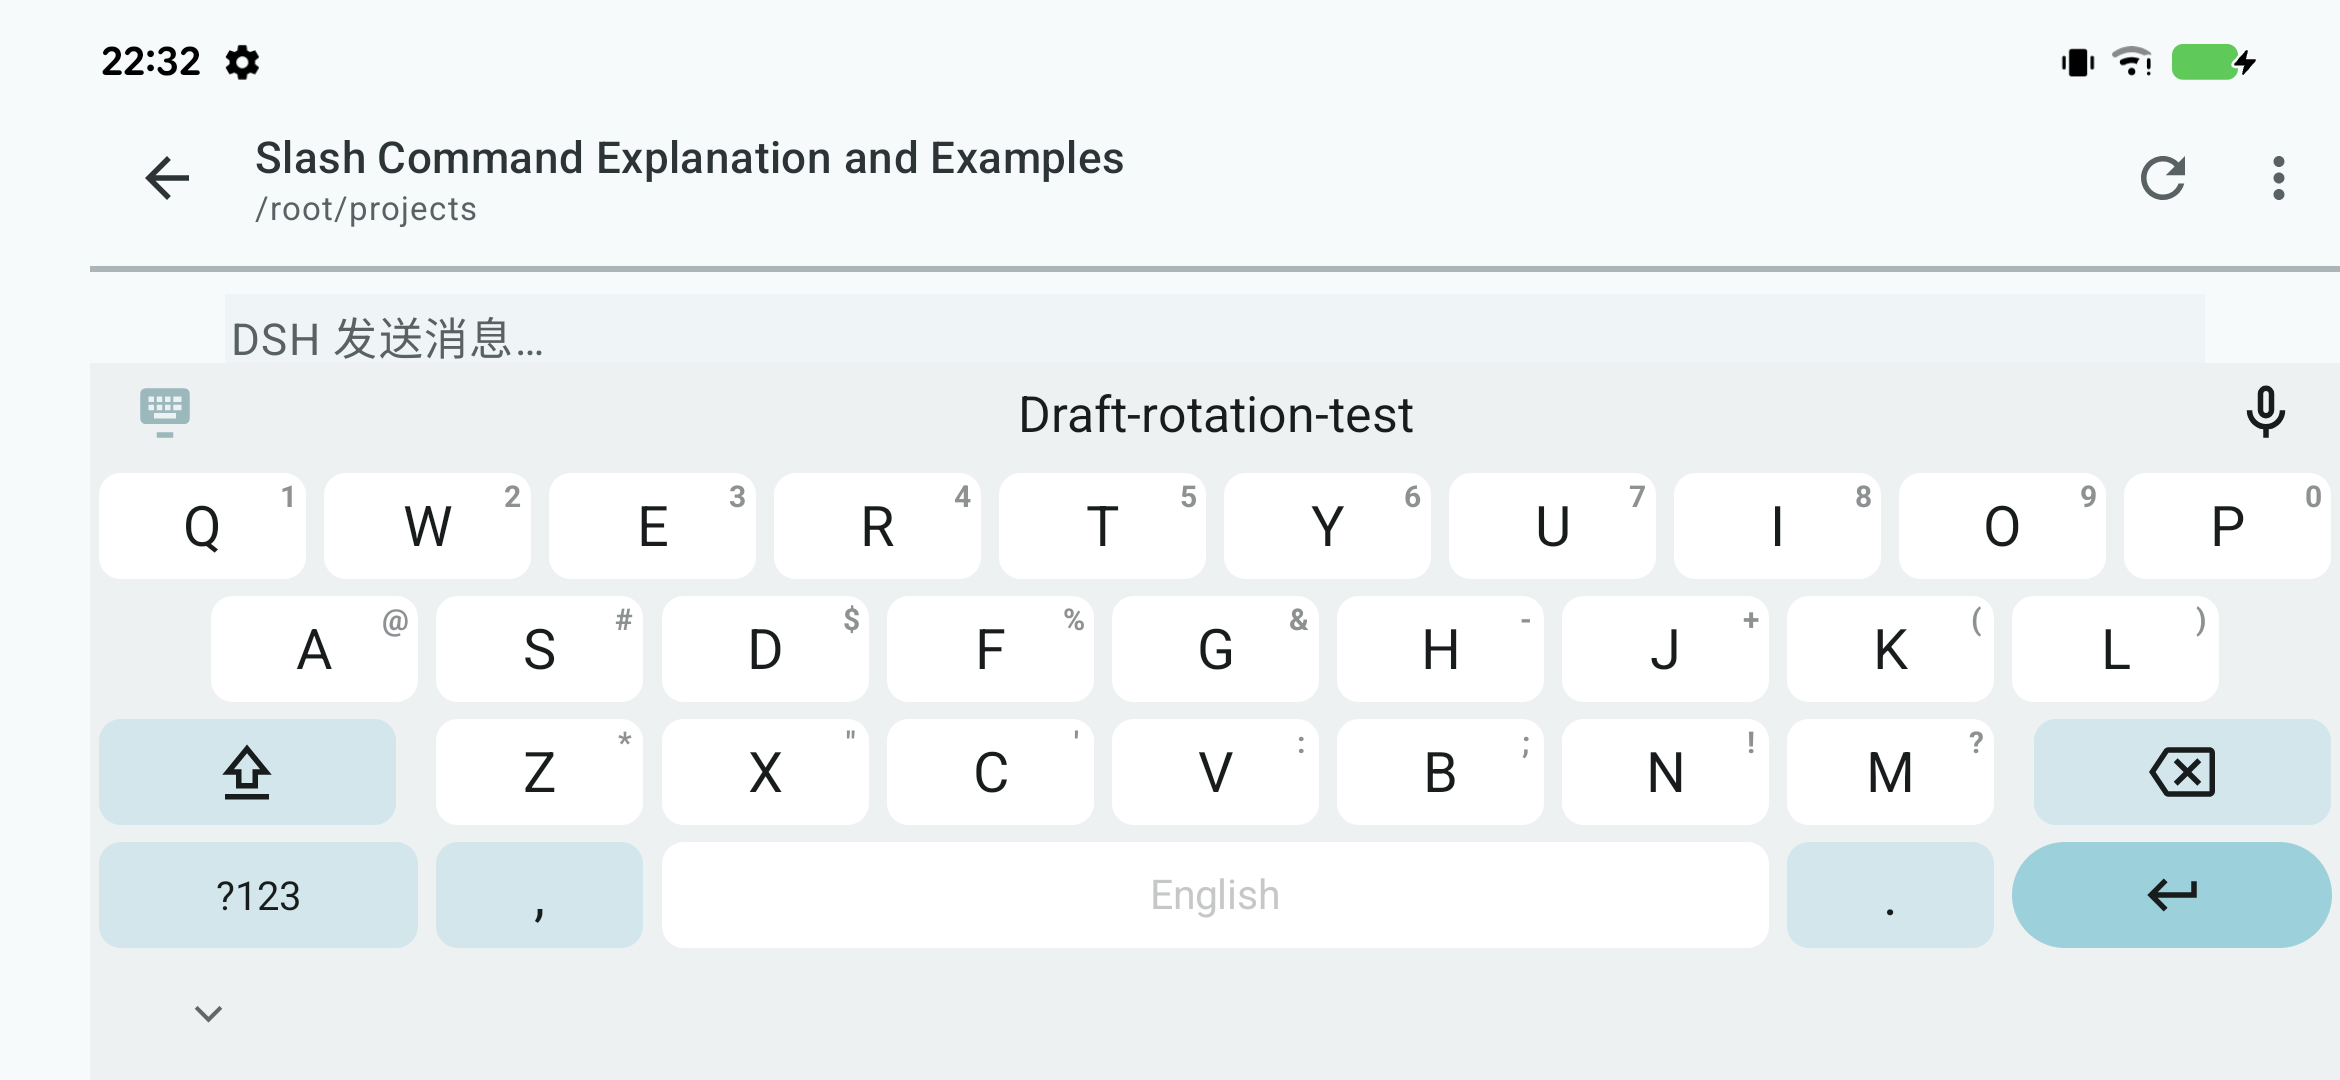 22:32
Slash Command Explanation and Examples
/root/projects
DSH 发送消息…
Draft-rotation-test
Q 1 W 2 E 3 R 4 T 5 Y 6 U 7 I 8 O 9 P 0
A @ S # D $ F % G & H - J + K ( L )
Z * X " C ' V : B ; N ! M ?
?123 , English .